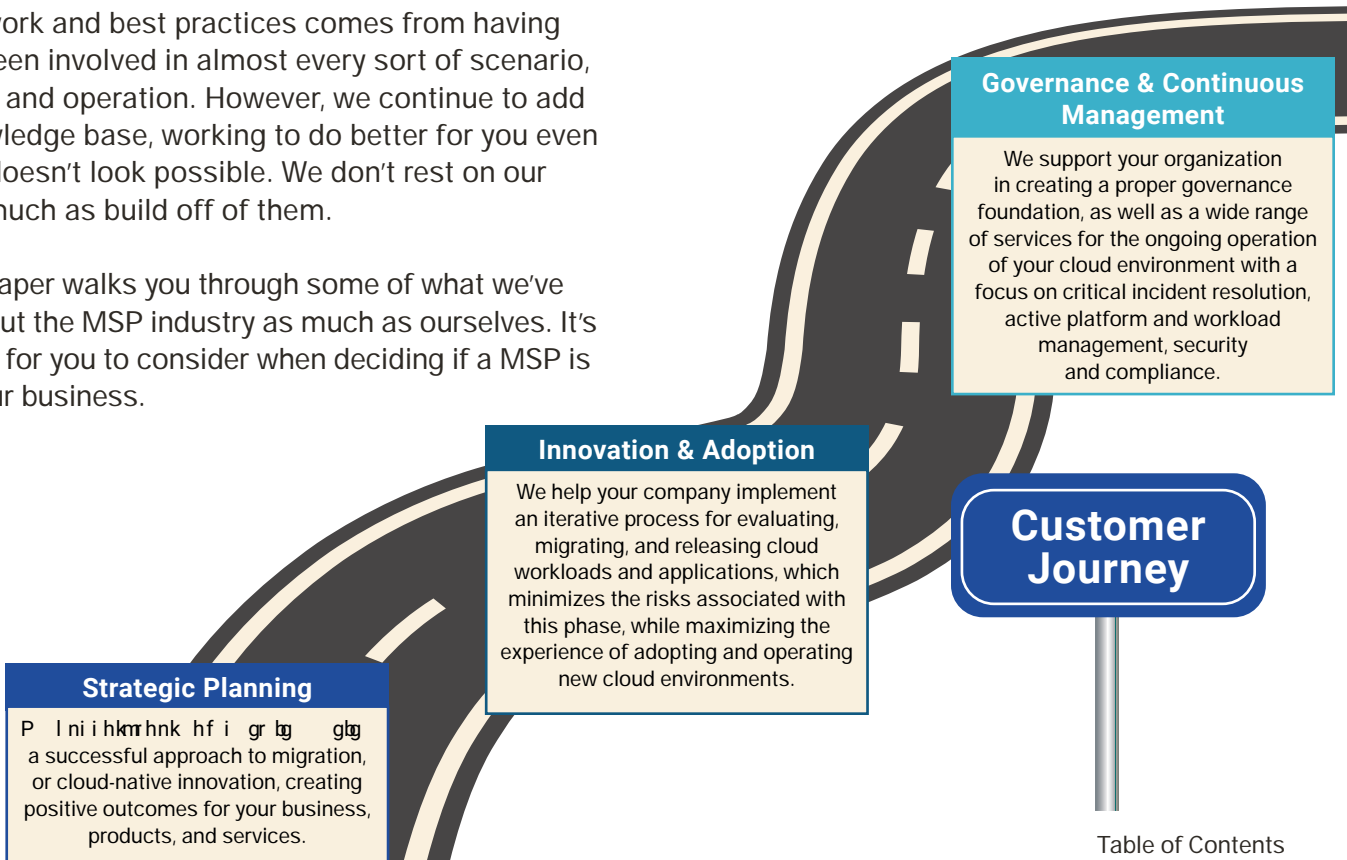 work and best practices comes from having
een involved in almost every sort of scenario,
and operation. However, we continue to add
wledge base, working to do better for you even
doesn't look possible. We don't rest on our
much as build off of them.
aper walks you through some of what we've
ut the MSP industry as much as ourselves. It's
for you to consider when deciding if a MSP is
ur business.
Governance & Continuous
Management
We support your organization
in creating a proper governance
foundation, as well as a wide range
of services for the ongoing operation
of your cloud environment with a
focus on critical incident resolution,
active platform and workload
management, security
and compliance.
Innovation & Adoption
We help your company implement
an iterative process for evaluating,
migrating, and releasing cloud
workloads and applications, which
minimizes the risks associated with
this phase, while maximizing the
experience of adopting and operating
new cloud environments.
Customer
Journey
Strategic Planning
a successful approach to migration,
or cloud-native innovation, creating
positive outcomes for your business,
products, and services.
Table of Contents